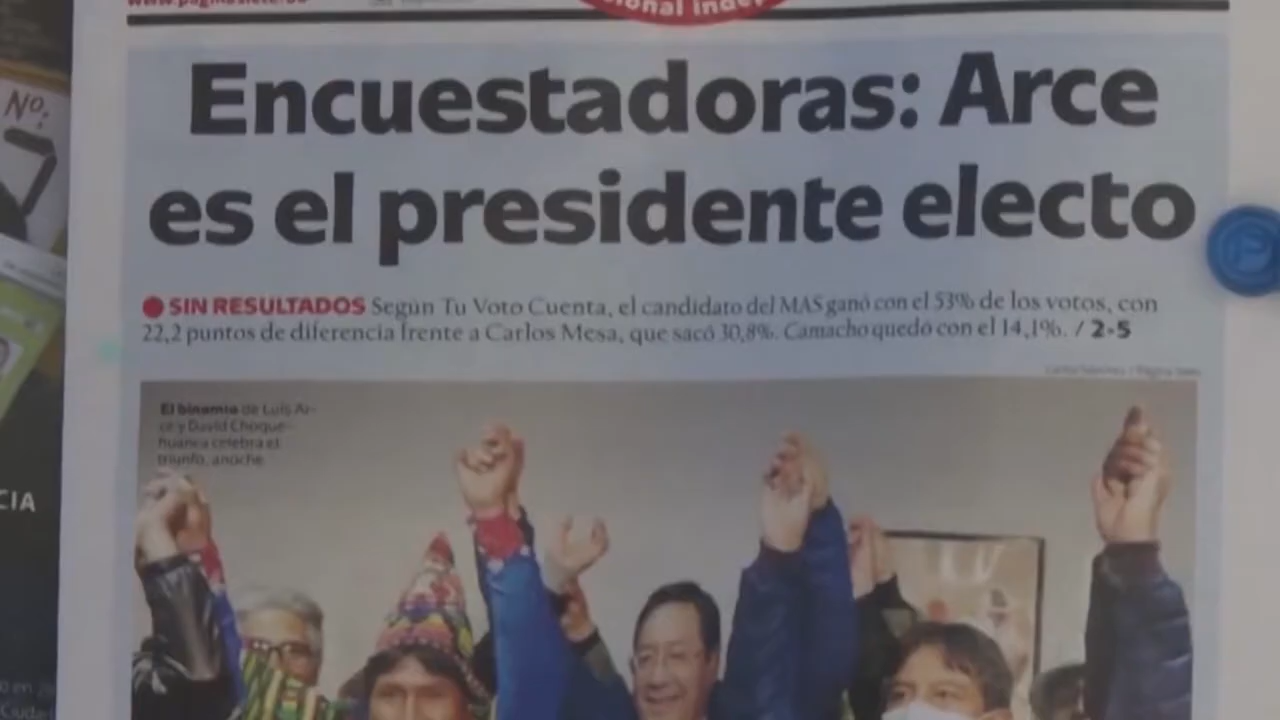 Encuestadoras: Arce
es el presidente electo
● SIN RESULTADOS Según Tu Voto Cuenta, el candidato del MAS ganó con el 53% de los votos, con
22,2 puntos de diferencia frente a Carlos Mesa, que sacó 30,8%. Camacho quedó con el 14,1%. / 2-5
El binomio de Luis Ar-
ce y David Choque-
huanca celebra el
triunfo, anoche
No:
CIA